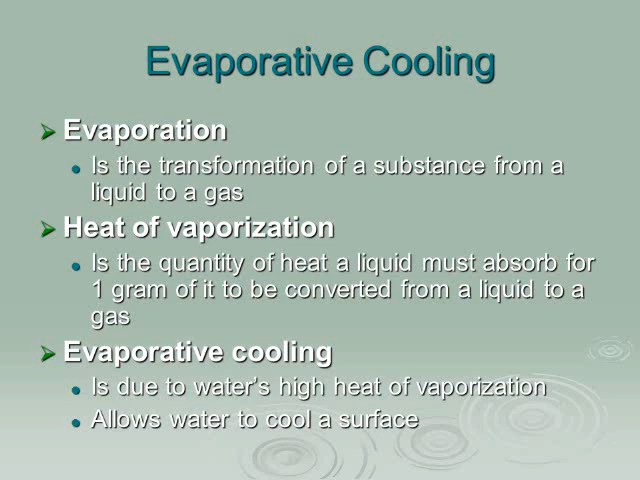 Evaporative Cooling
Evaporation
Is the transformation of a substance from a
liquid to a gas
Heat of vaporization
Is the quantity of heat a liquid must absorb for
1 gram of it to be converted from a liquid to a
gas
Evaporative cooling
Is due to water’s high heat of vaporization
Allows water to cool a surface